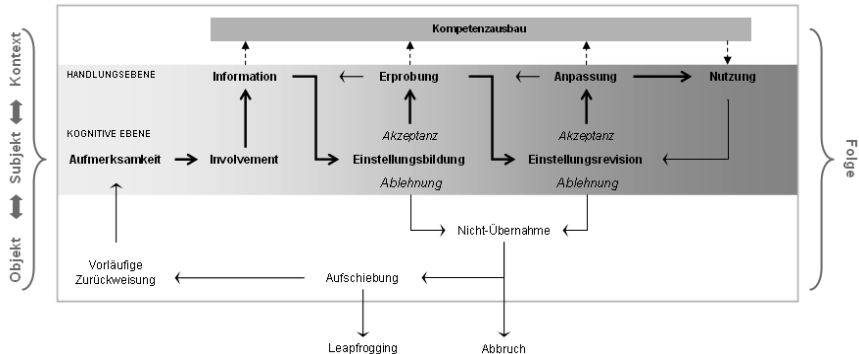 Kompetenzausbau
HANDLUNGSEBENE
Information
Erprobung
Anpassung
Nutzung
KOGNITIVE EBENE
Akzeptanz
Akzeptanz
Aufmerksamkeit
Involvement
Einstellungsbildung
Einstellungsrevision
Ablehnung
Ablehnung
Nicht-Übernahme
Vorläufige
Zurückweisung
Aufschiebung
Leapfrogging
Abbruch
Kontext
Subjekt
Objekt
Folge